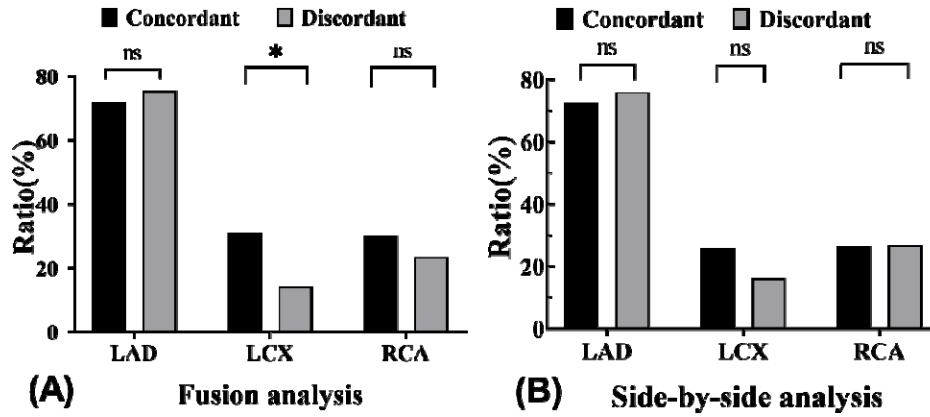 Concordant Discordant
ns * ns
80
60
40
20
0
Ratio(%)
LAD LCX RCA
(A) Fusion analysis
Concordant Discordant
ns ns ns
80
60
40
20
0
Ratio(%)
LAD LCX RCA
(B) Side-by-side analysis